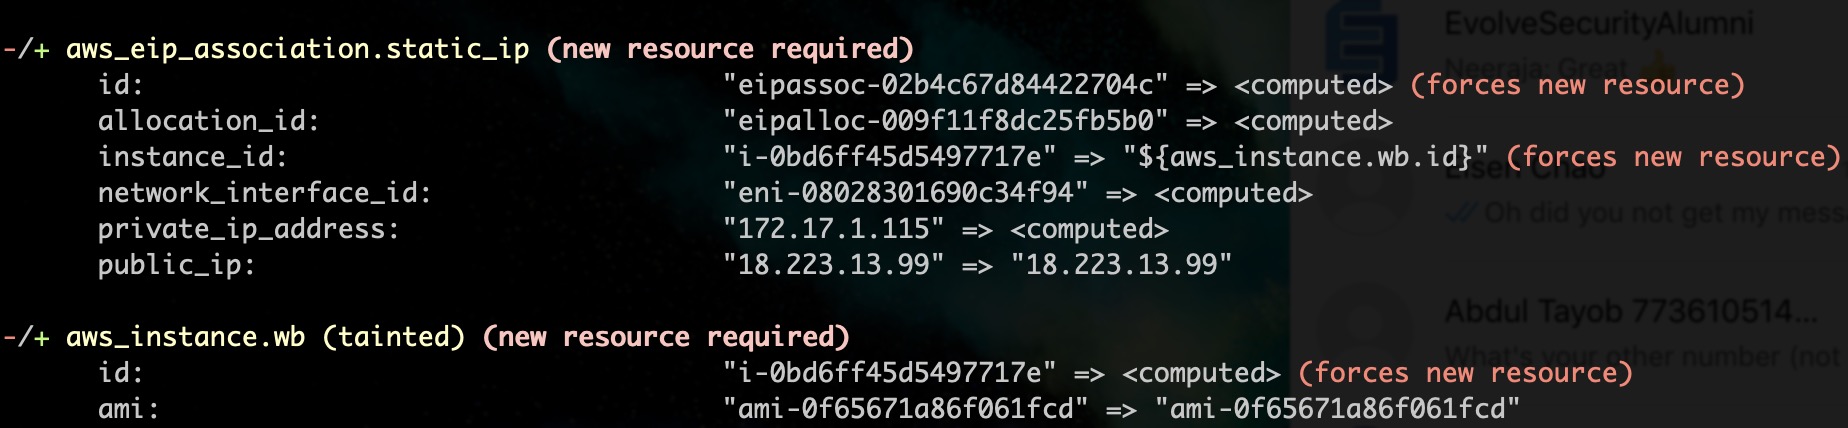 -/+ aws_eip_association.static_ip (new resource required)
id: "eipassoc-02b4c67d84422704c" => <computed> (forces new resource)
allocation_id: "eipalloc-009f11f8dc25fb5b0" => <computed>
instance_id: "i-0bd6ff45d5497717e" => "${aws_instance.wb.id}" (forces new resource)
network_interface_id: "eni-08028301690c34f94" => <computed>
private_ip_address: "172.17.1.115" => <computed>
public_ip: "18.223.13.99" => "18.223.13.99"
-/+ aws_instance.wb (tainted) (new resource required)
id: "i-0bd6ff45d5497717e" => <computed> (forces new resource)
ami: "ami-0f65671a86f061fcd" => "ami-0f65671a86f061fcd"
EvolveSecurityAlumni
Neeraja: Great 👍
Eisen Chao
Oh did you not get my mess
Abdul Tayob 773610514...
What's your other number (not